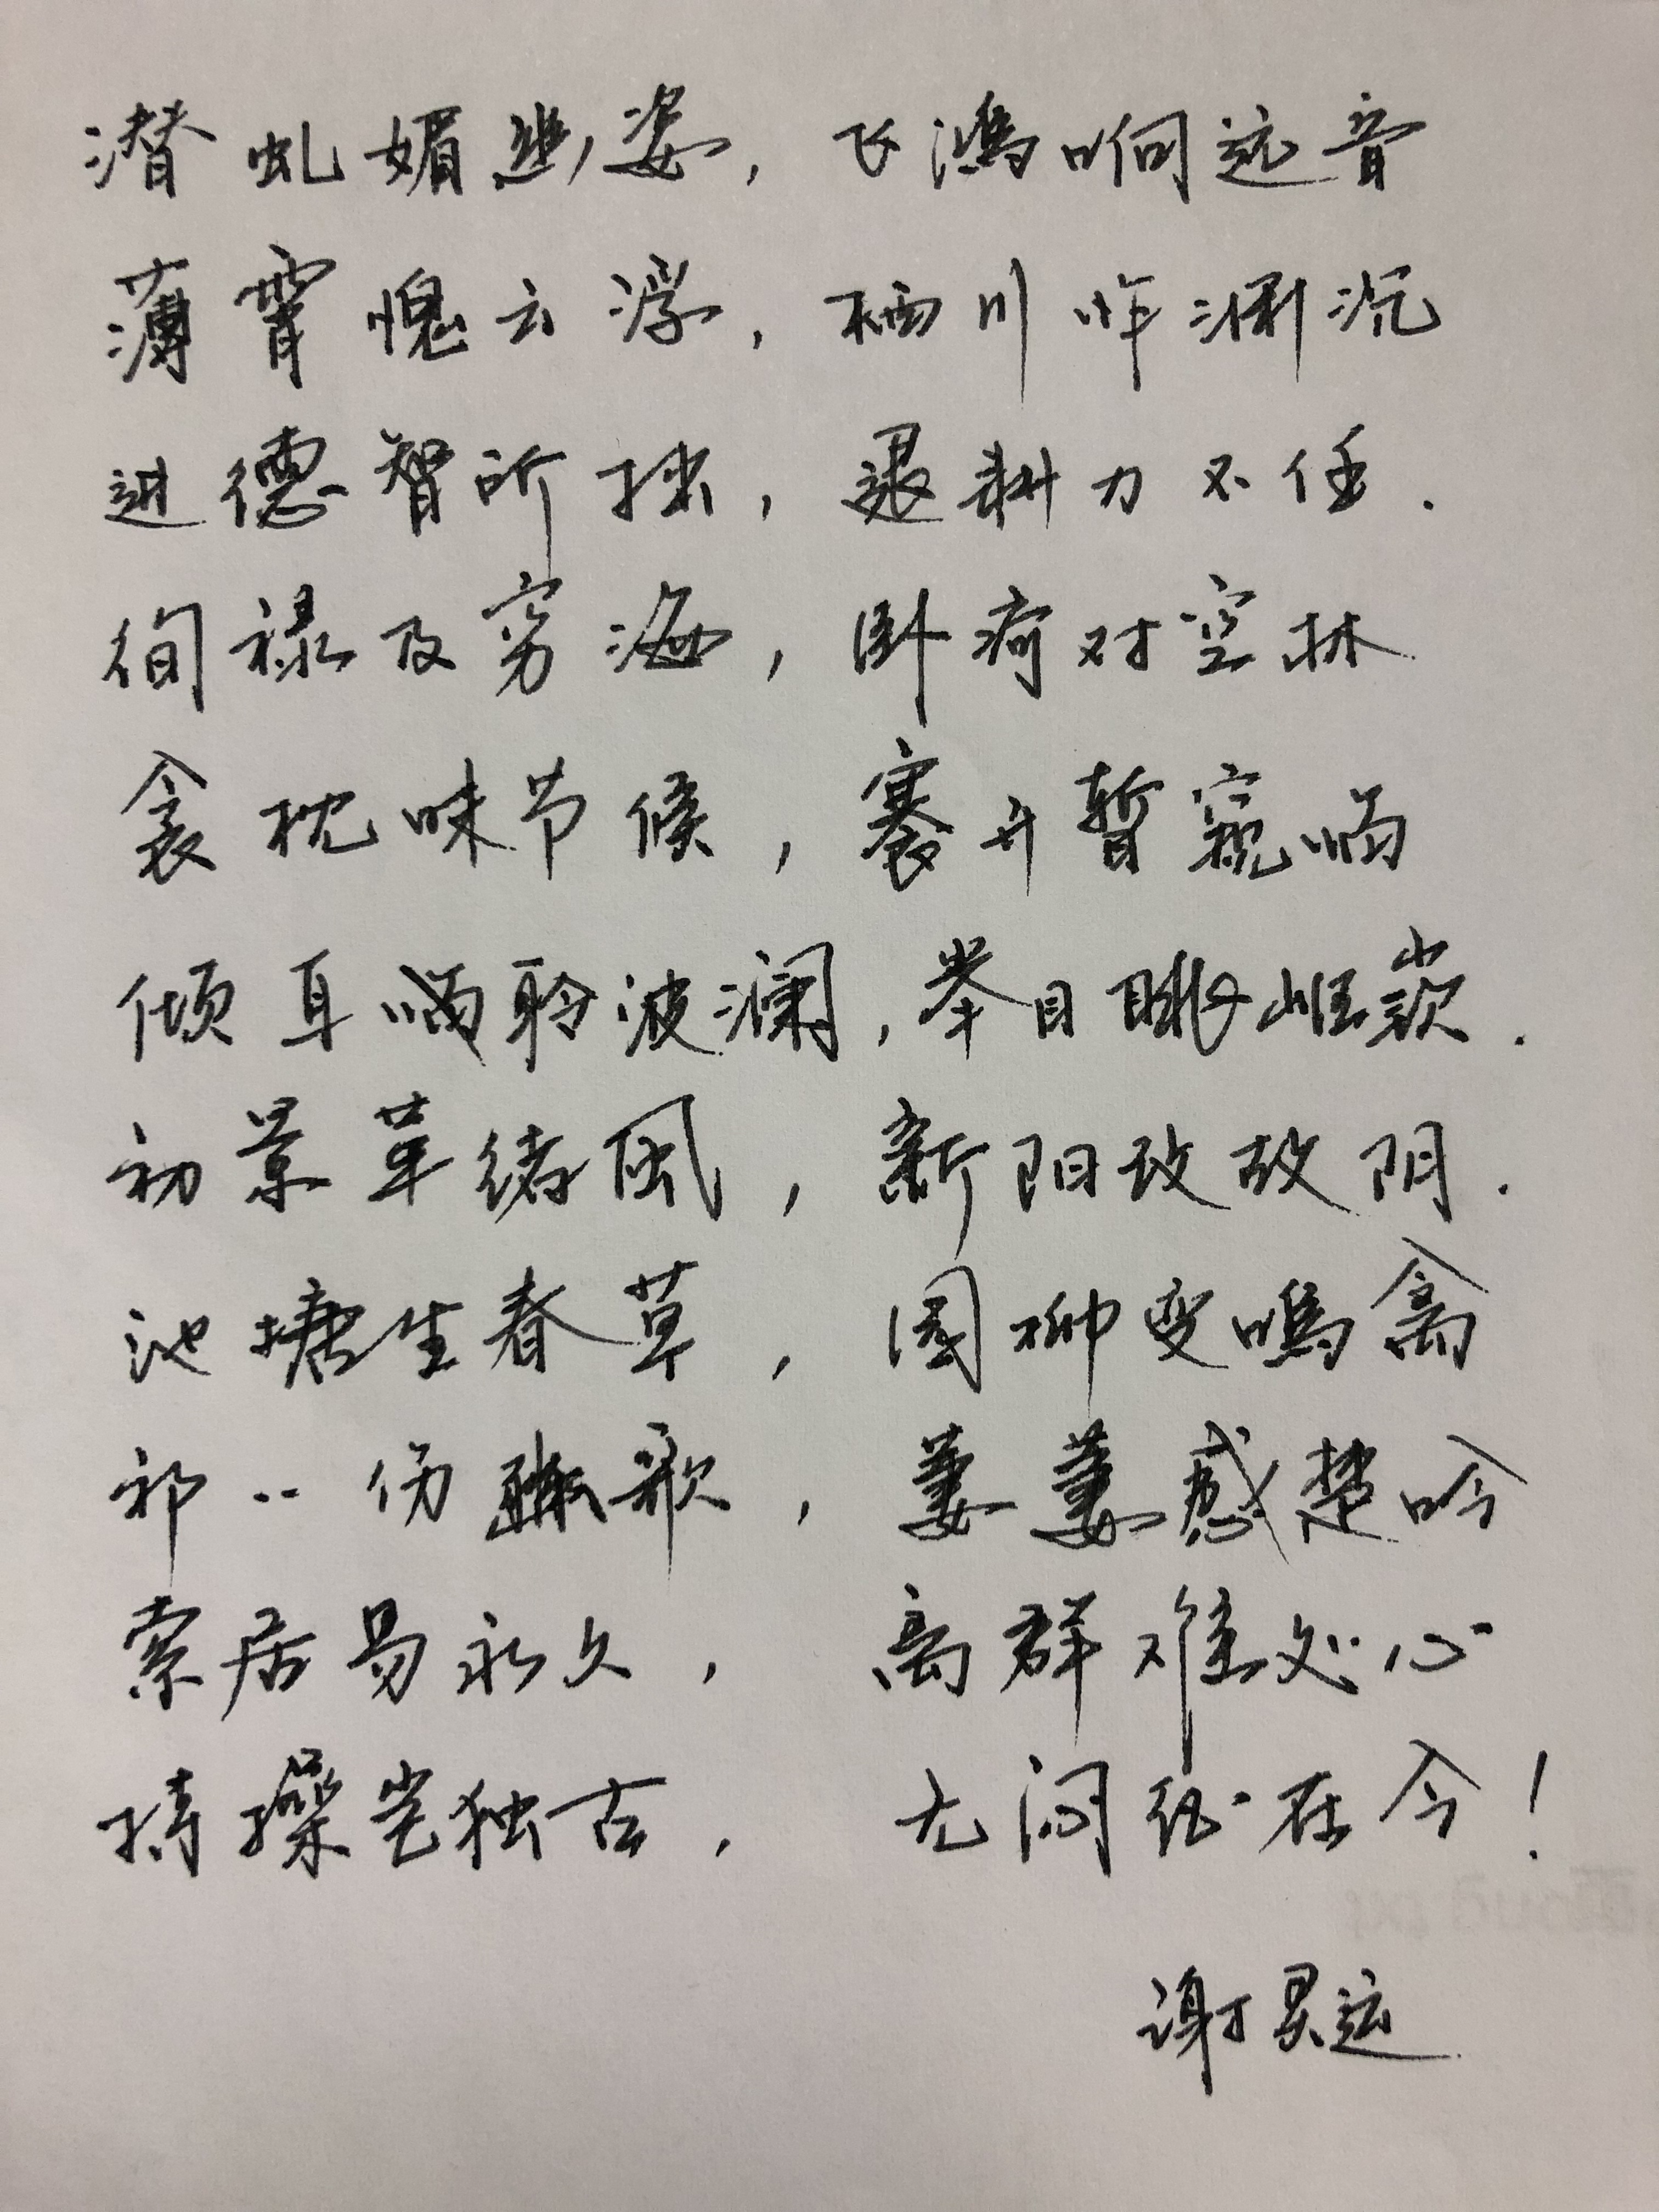 潜虬媚幽姿，飞鸿响远音
薄霄愧云浮，栖川怍渊沉
进德智所拙，退耕力不任.
徇禄及穷海，卧疴对空林
衾枕昧节候，褰开暂窥临
倾耳聆波澜，举目眺岖嵚.
初景革绪风，新阳改故阴.
池塘生春草，园柳变鸣禽
祁‥伤歌，萋萋感楚吟
索居易永久，离群难处心
持操岂独古，无闷征在今！
谢灵运